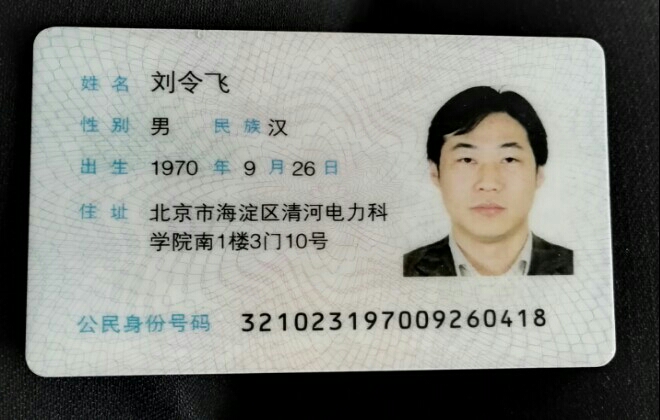 姓名 刘令飞
性别 男 民族 汉
出生 1970 年 9 月 26 日
住址 北京市海淀区清河电力科
学院南1楼3门10号
公民身份号码 321023197009260418